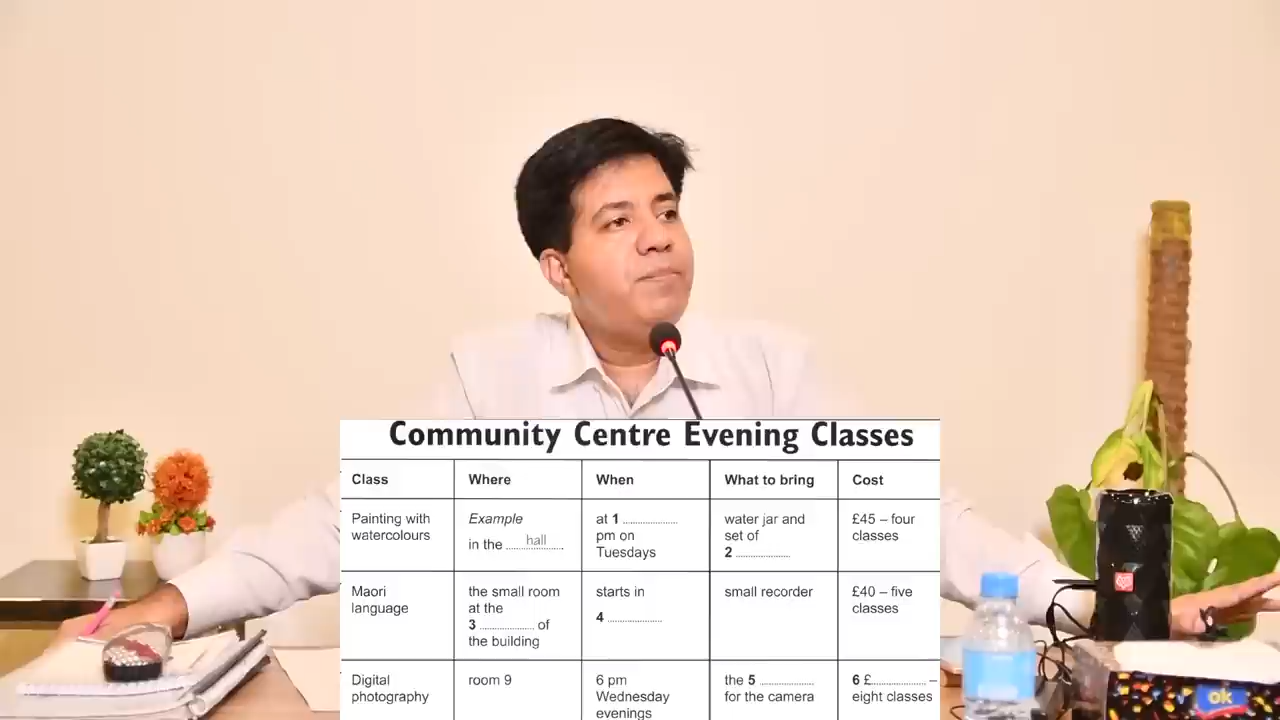 Community Centre Evening Classes
Class Where When What to bring Cost
Painting with watercolours
Example
in the ............ hall
at 1 ............
pm on
Tuesdays
water jar and
set of
2 ............
£45 – four
classes
Maori
language
the small room
at the
3 ............ of
the building
starts in
4 ............
small recorder
£40 – five
classes
Digital
photography
room 9
6 pm
Wednesday
evenings
the 5 ............
for the camera
6 £............ –
eight classes
ok